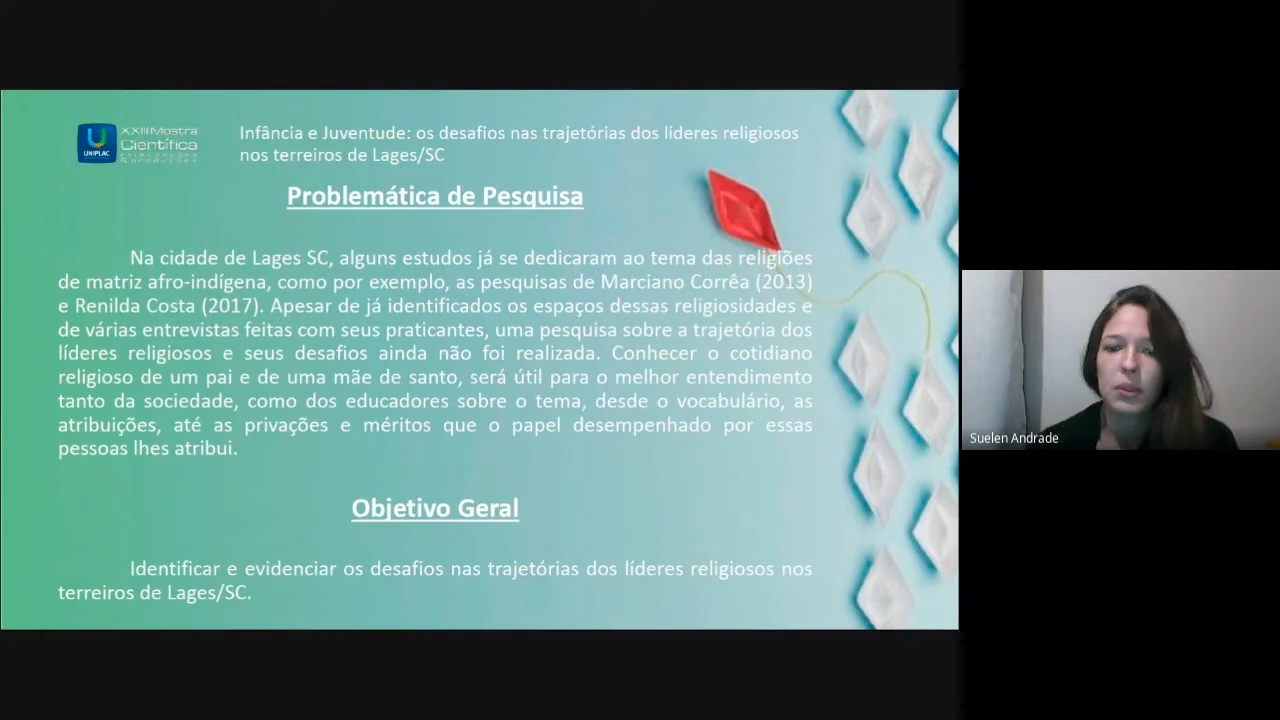 U
UNIPLAC
XXIII Mostra
Científica
Infância e Juventude: os desafios nas trajetórias dos líderes religiosos
nos terreiros de Lages/SC
Problemática de Pesquisa
Na cidade de Lages SC, alguns estudos já se dedicaram ao tema das religiões
de matriz afro-indígena, como por exemplo, as pesquisas de Marciano Corrêa (2013)
e Renilda Costa (2017). Apesar de já identificados os espaços dessas religiosidades e
de várias entrevistas feitas com seus praticantes, uma pesquisa sobre a trajetória dos
líderes religiosos e seus desafios ainda não foi realizada. Conhecer o cotidiano
religioso de um pai e de uma mãe de santo, será útil para o melhor entendimento
tanto da sociedade, como dos educadores sobre o tema, desde o vocabulário, as
atribuições, até as privações e méritos que o papel desempenhado por essas
pessoas lhes atribui.
Objetivo Geral
Identificar e evidenciar os desafios nas trajetórias dos líderes religiosos nos
terreiros de Lages/SC.
Suelen Andrade